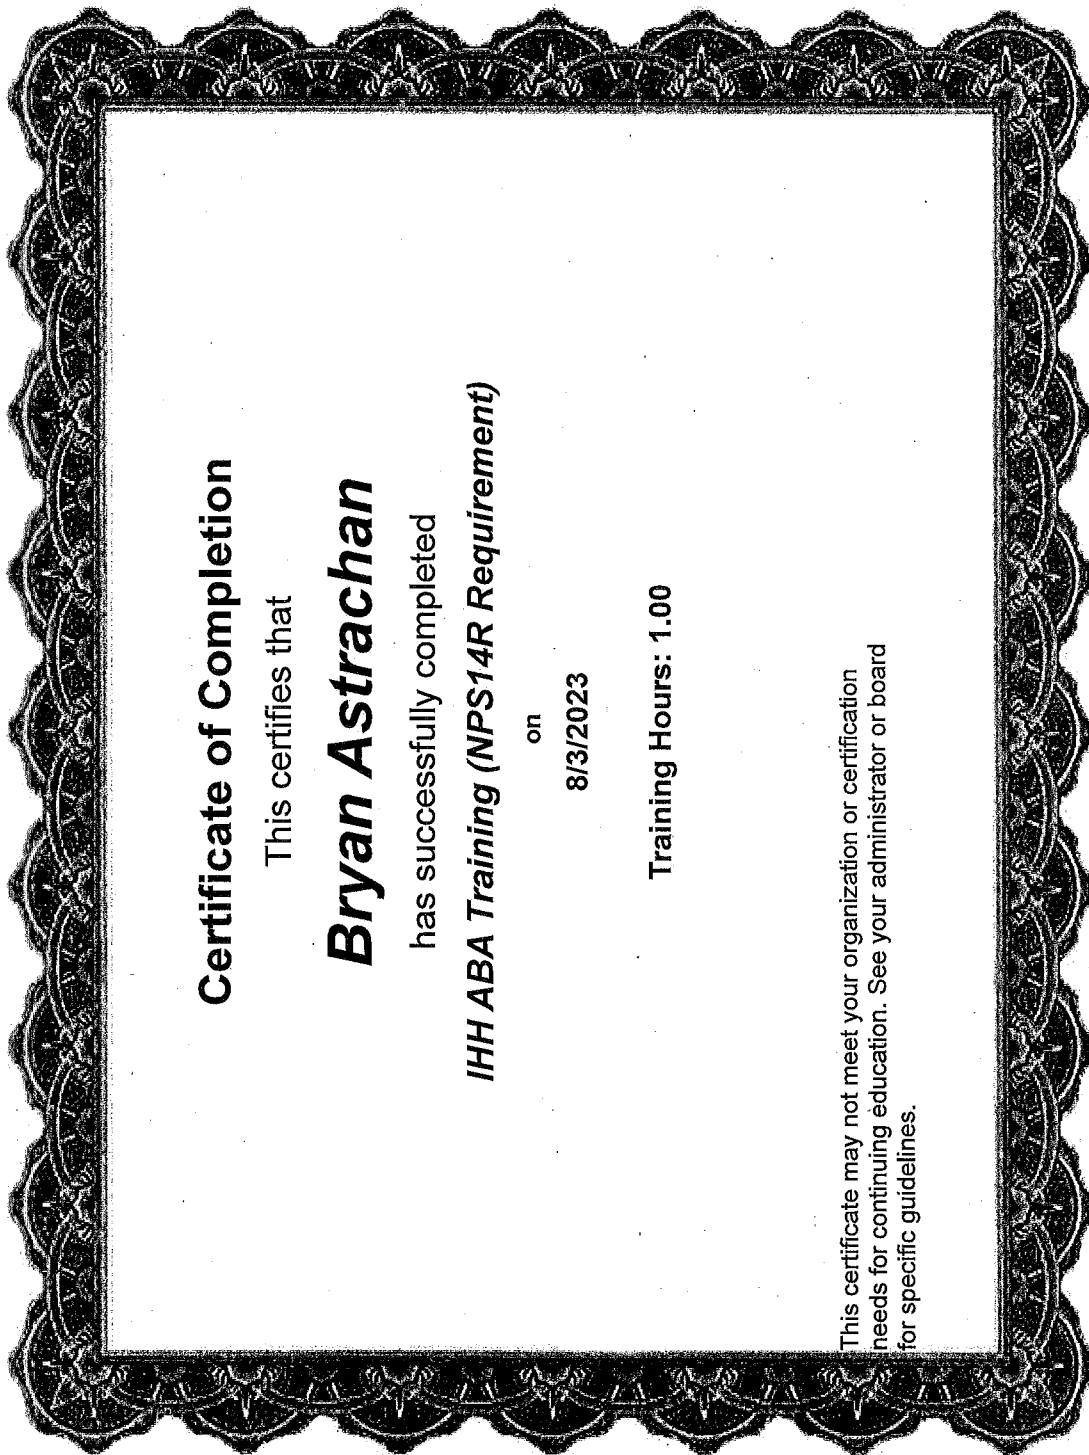 Certificate of Completion
This certifies that
Bryan Astrachan
has successfully completed
IHH ABA Training (NPS14R Requirement)
on
8/3/2023
Training Hours: 1.00
This certificate may not meet your organization or certification
needs for continuing education. See your administrator or board
for specific guidelines.